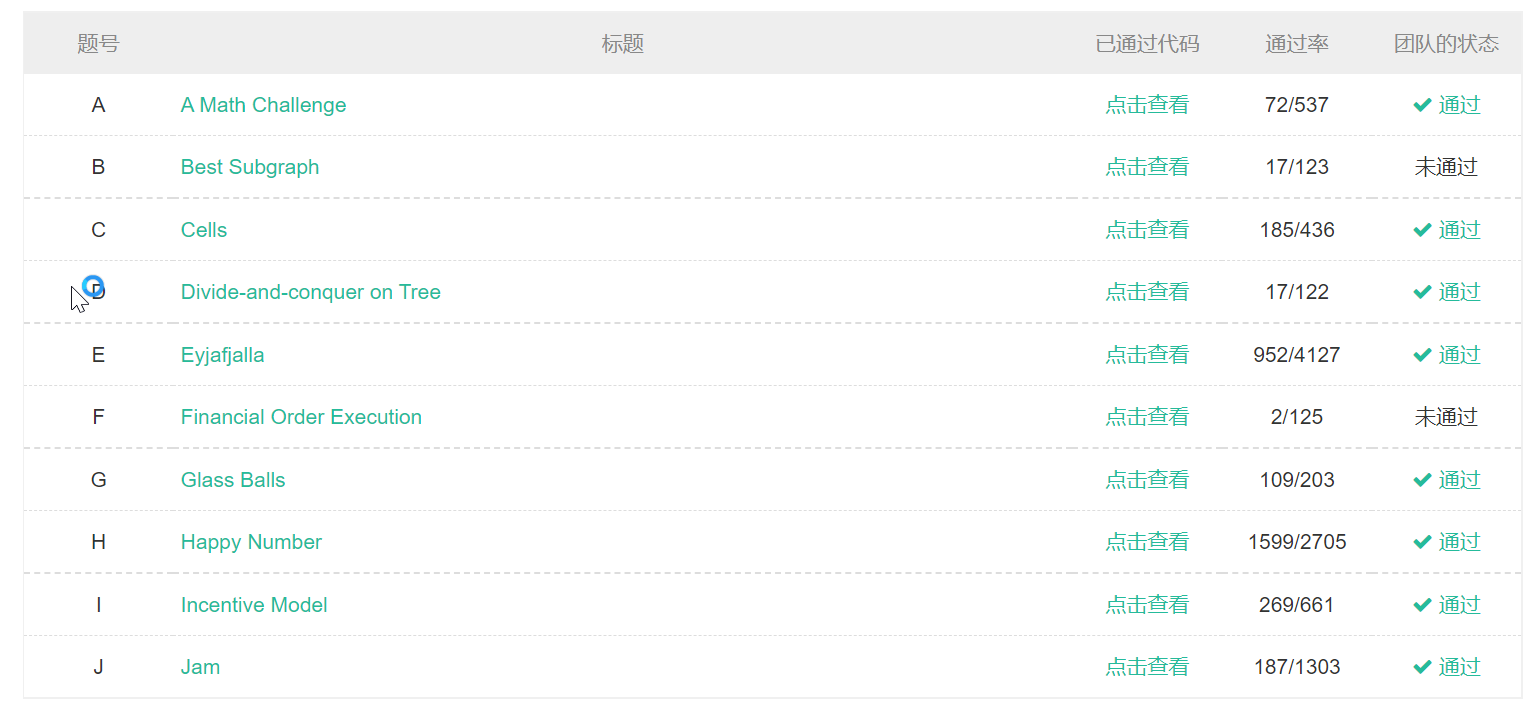 题号 标题 已通过代码 通过率 团队的状态
A A Math Challenge 点击查看 72/537 通过
B Best Subgraph 点击查看 17/123 未通过
C Cells 点击查看 185/436 通过
D Divide-and-conquer on Tree 点击查看 17/122 通过
E Eyjafjalla 点击查看 952/4127 通过
F Financial Order Execution 点击查看 2/125 未通过
G Glass Balls 点击查看 109/203 通过
H Happy Number 点击查看 1599/2705 通过
I Incentive Model 点击查看 269/661 通过
J Jam 点击查看 187/1303 通过